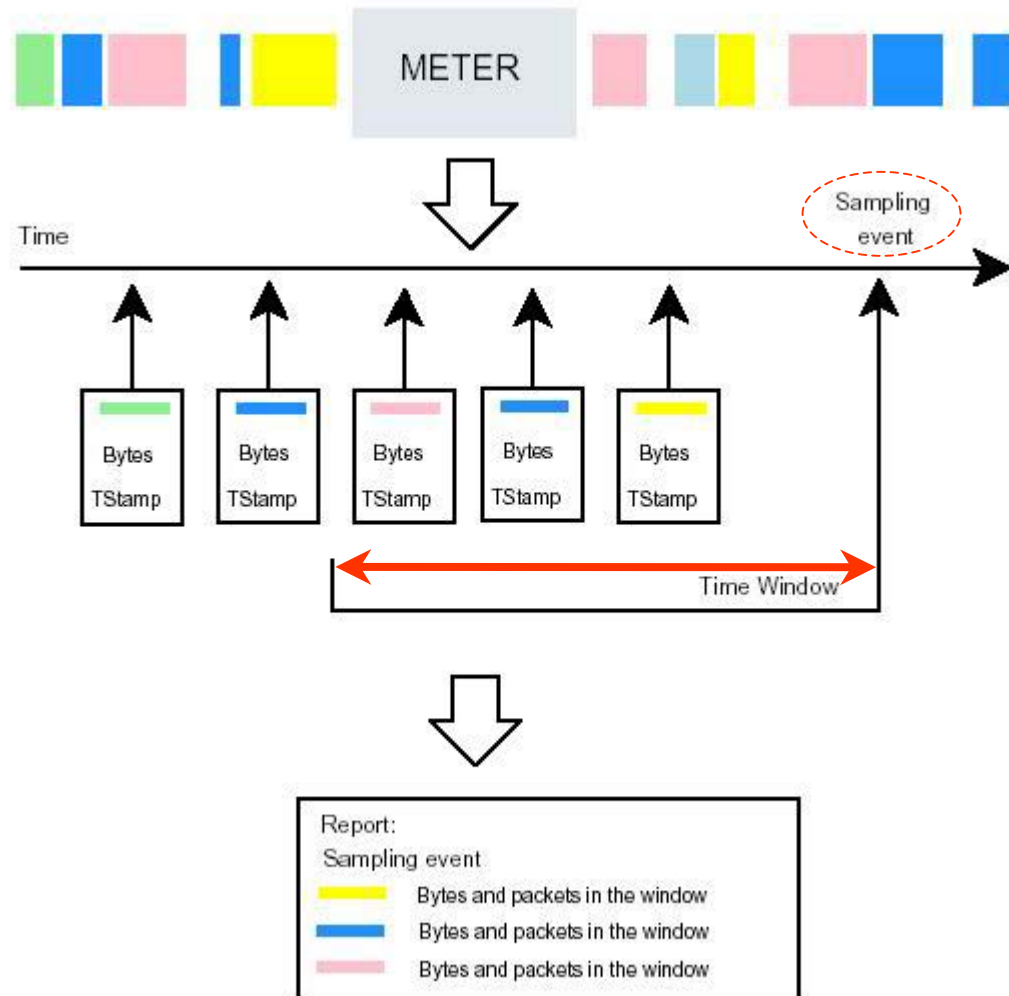 METER
Sampling
event
Time
Bytes
TStamp
Bytes
TStamp
Bytes
TStamp
Bytes
TStamp
Bytes
TStamp
Time Window
Report:
Sampling event
Bytes and packets in the window
Bytes and packets in the window
Bytes and packets in the window